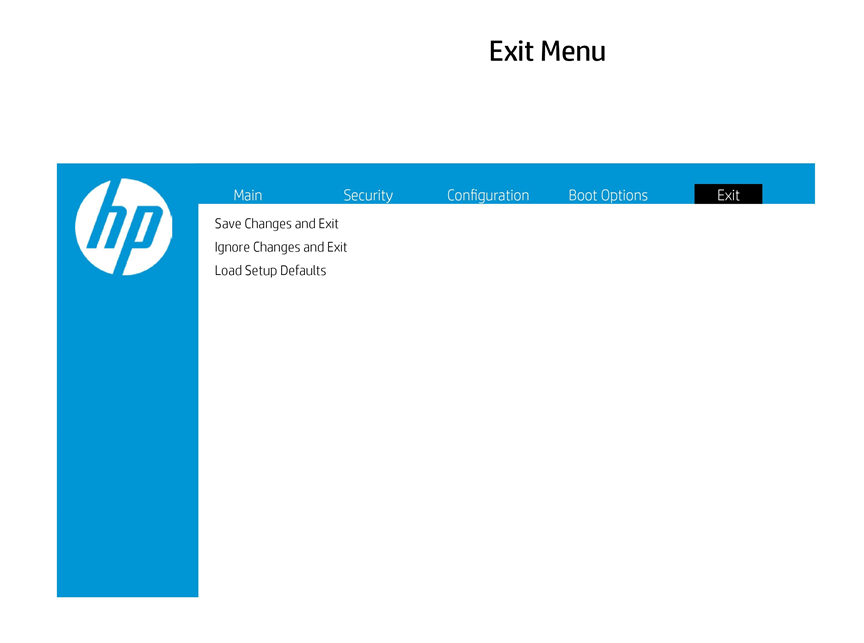 Exit Menu
hp
Main Security Configuration Boot Options Exit
Save Changes and Exit
Ignore Changes and Exit
Load Setup Defaults